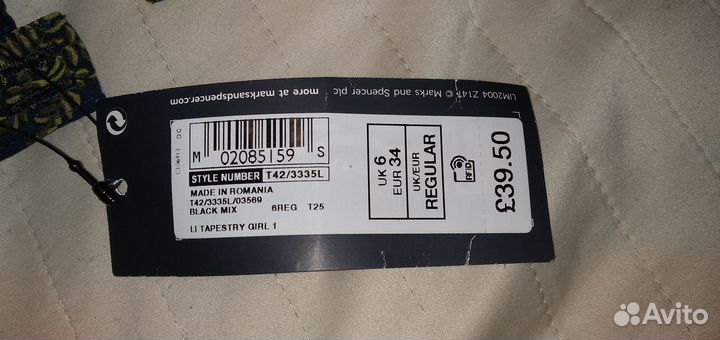 more at marksandspencer.com
UM2004 Z14T © Marks and Spencer plc
M 02085159 S
STYLE NUMBER T42/3335L
MADE IN ROMANIA
T42/3335L/03569
BLACK MIX 6REG T25
LI TAPESTRY GIRL 1
UK 6
EUR 34
UK/EUR
REGULAR
RFID
£39.50
Avito